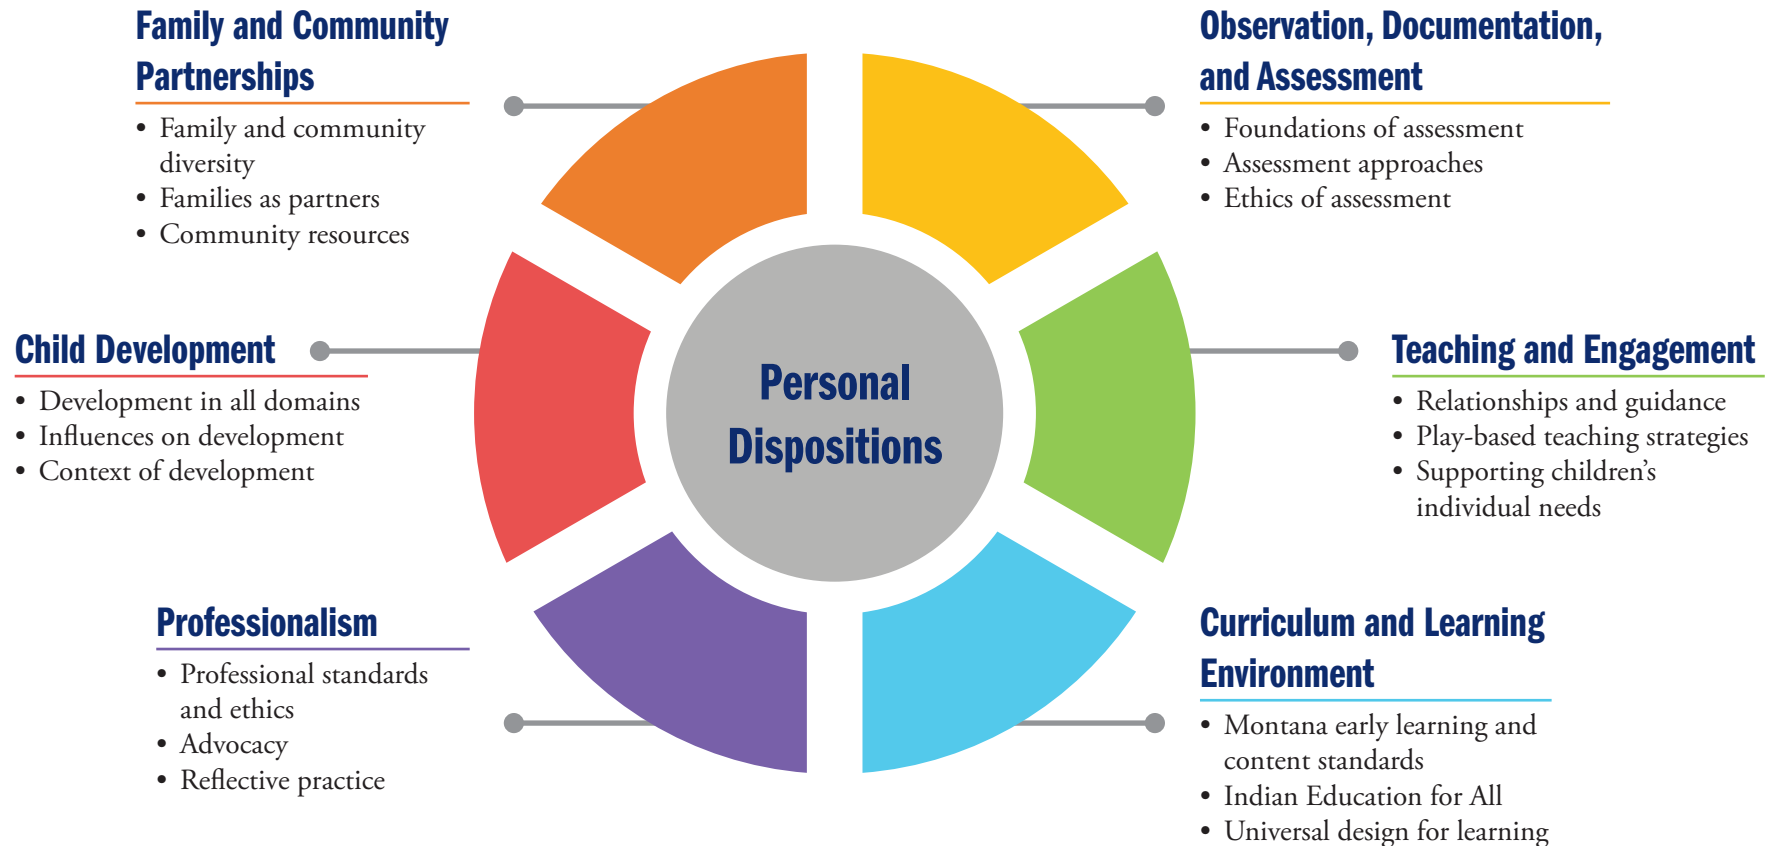 Family and Community
Partnerships
• Family and community
diversity
• Families as partners
• Community resources
Observation, Documentation,
and Assessment
• Foundations of assessment
• Assessment approaches
• Ethics of assessment
Child Development
• Development in all domains
• Influences on development
• Context of development
Personal
Dispositions
Teaching and Engagement
• Relationships and guidance
• Play-based teaching strategies
• Supporting children’s
individual needs
Professionalism
• Professional standards
and ethics
• Advocacy
• Reflective practice
Curriculum and Learning
Environment
• Montana early learning and
content standards
• Indian Education for All
• Universal design for learning